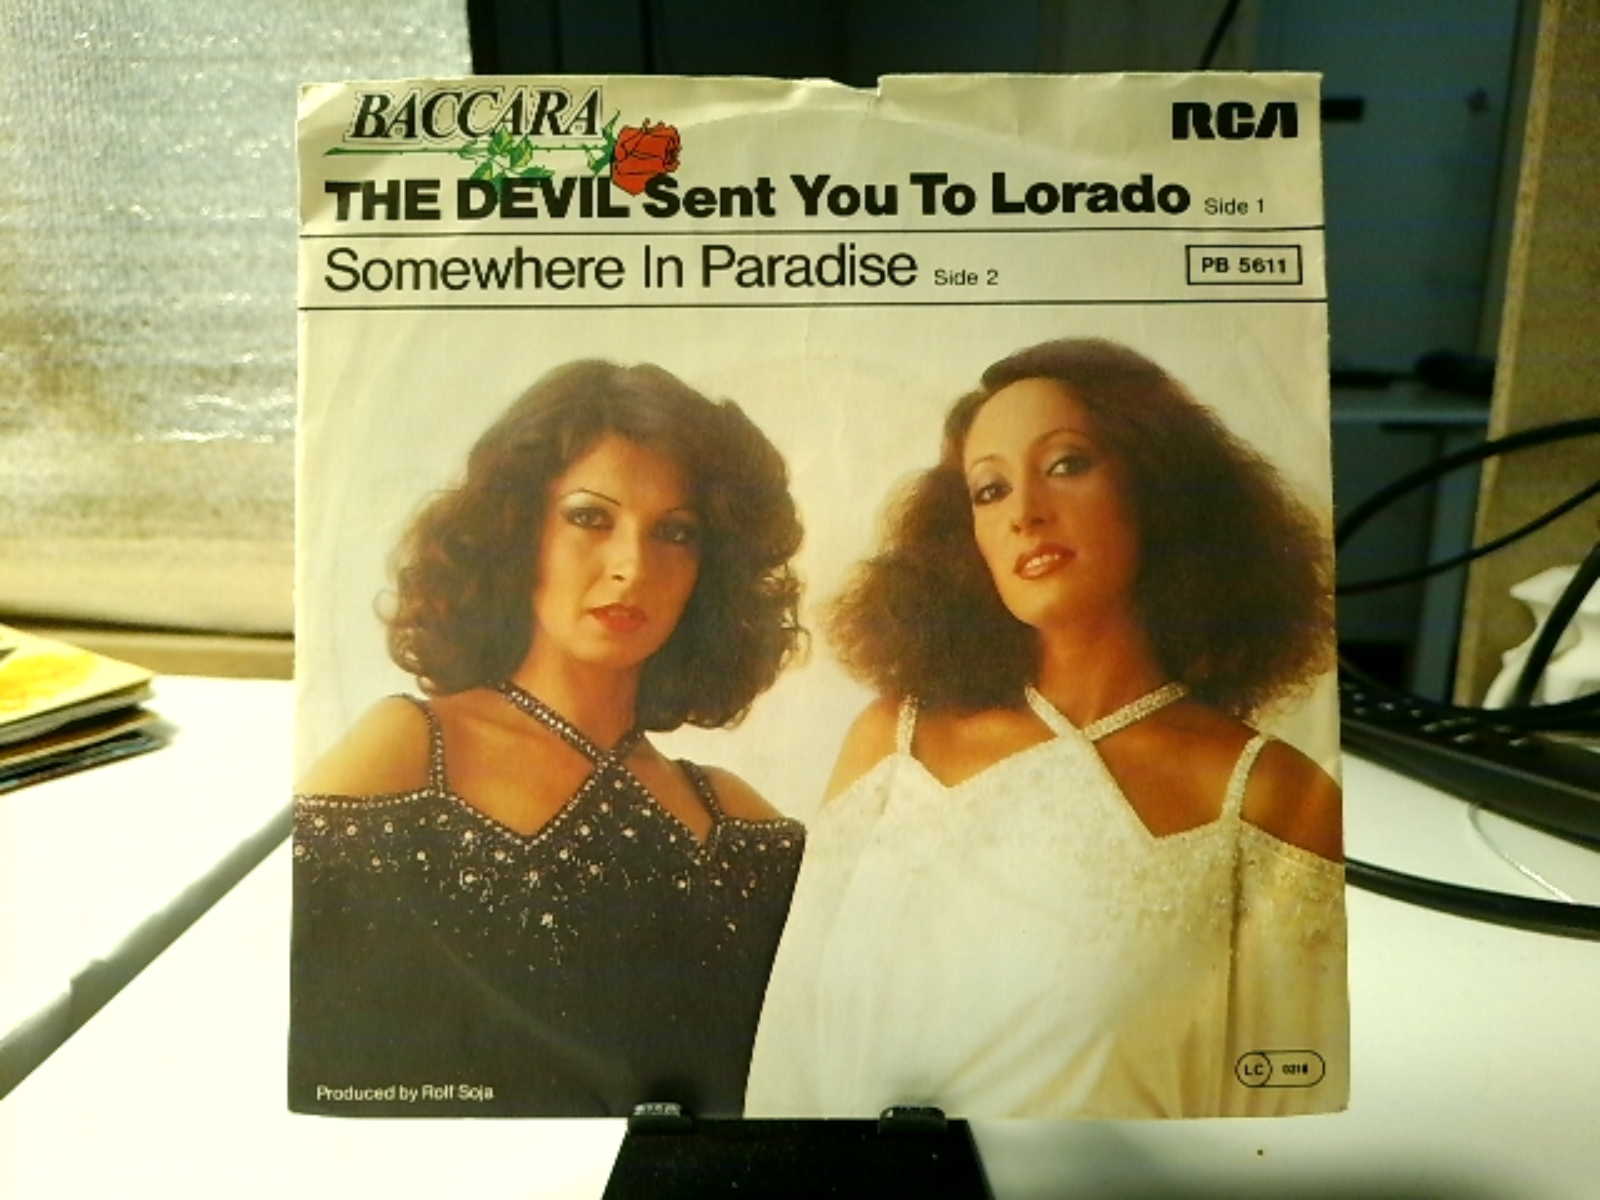 BACCARA
RCA
THE DEVIL Sent You To Lorado Side 1
Somewhere In Paradise Side 2
PB 5611
Produced by Rolf Soja
LC 0316